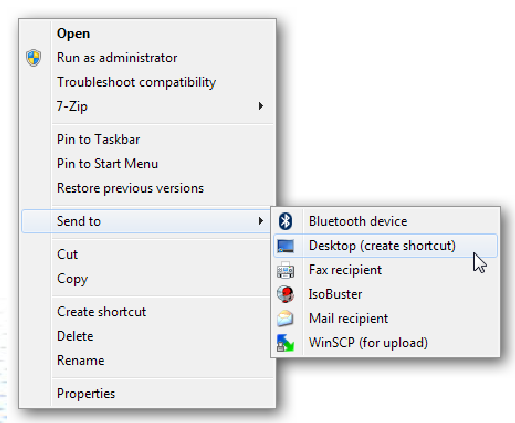 Open
Run as administrator
Troubleshoot compatibility
7-Zip
Pin to Taskbar
Pin to Start Menu
Restore previous versions
Send to
Cut
Copy
Create shortcut
Delete
Rename
Properties
Bluetooth device
Desktop (create shortcut)
Fax recipient
IsoBuster
Mail recipient
WinSCP (for upload)